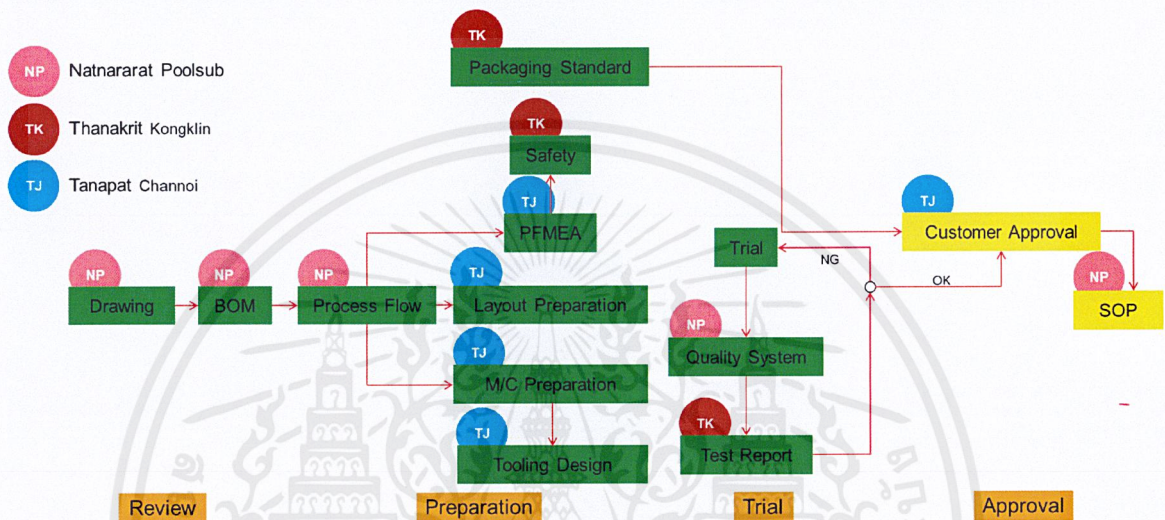 NP Natnararat Poolsub
TK Thanakrit Kongklin
TJ Tanapat Channoi
TK
Packaging Standard
TK
Safety
TJ
PFMEA
NP
Drawing
NP
BOM
NP
Process Flow
TJ
Layout Preparation
TJ
M/C Preparation
TJ
Tooling Design
Trial
NP
Quality System
TK
Test Report
NG
OK
TJ
Customer Approval
NP
SOP
Review
Preparation
Trial
Approval